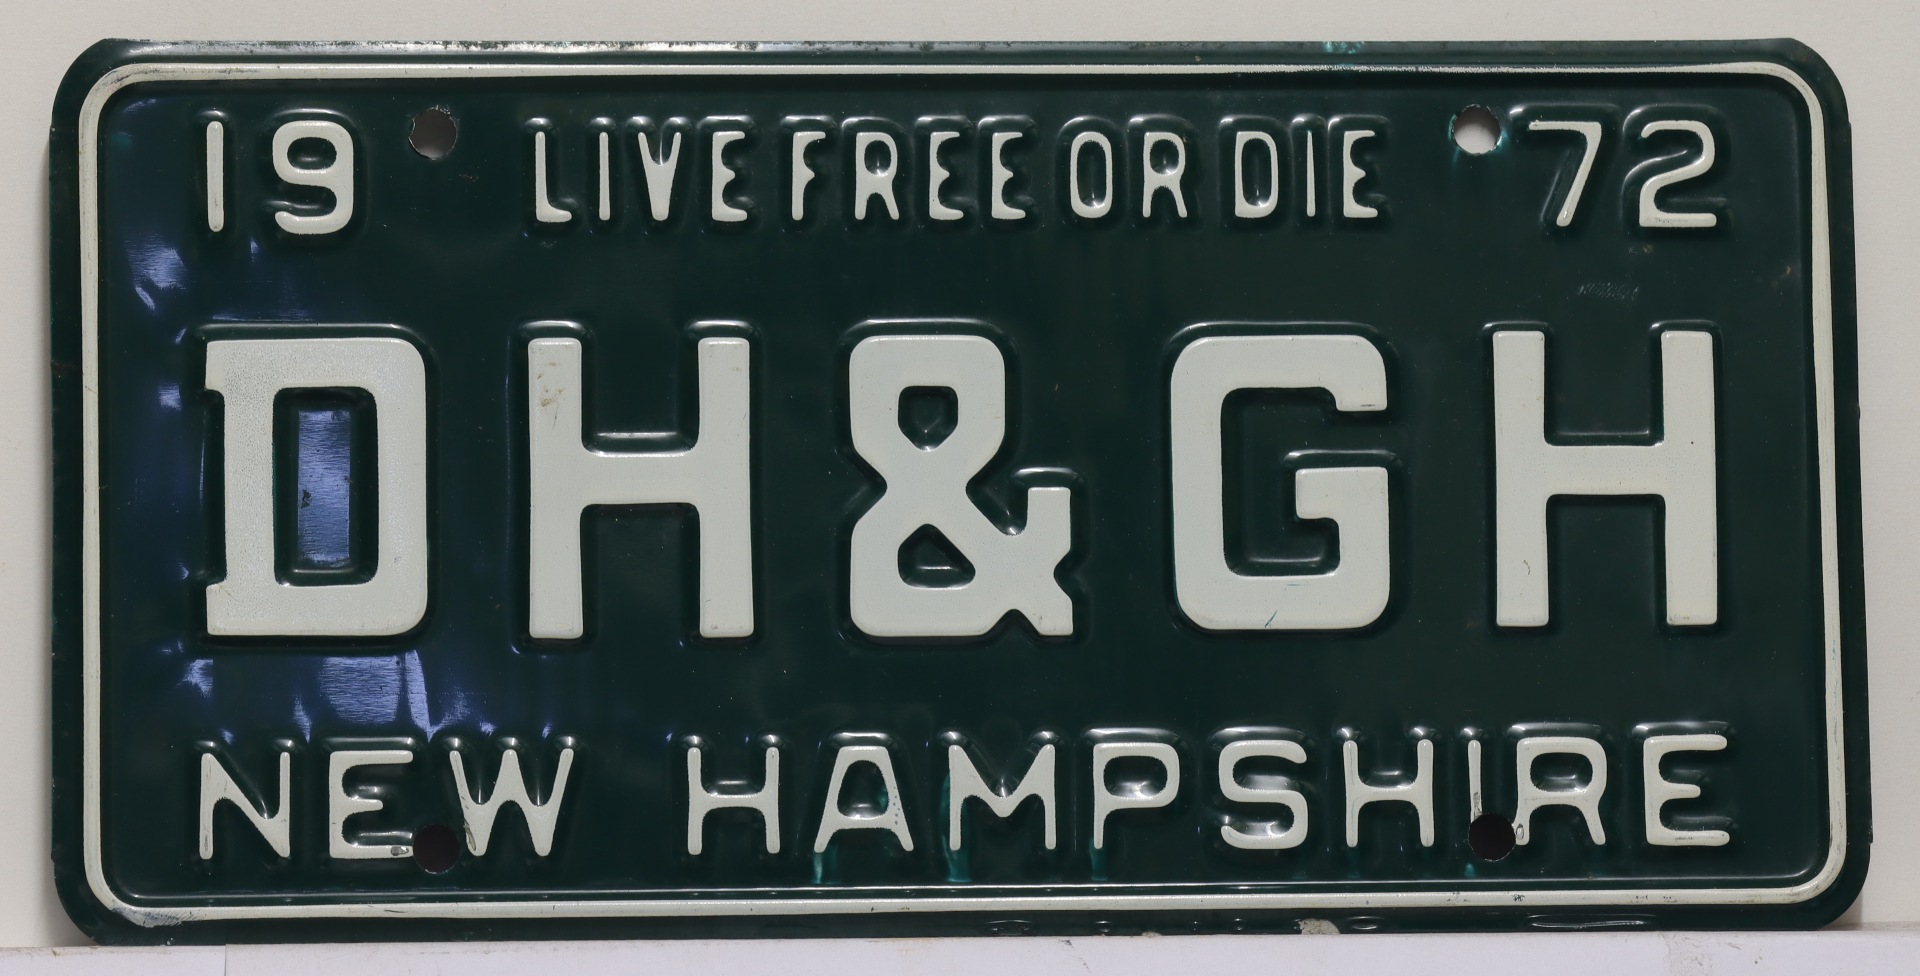 19 LIVE FREE OR DIE 72
DH&GH
NEW HAMPSHIRE